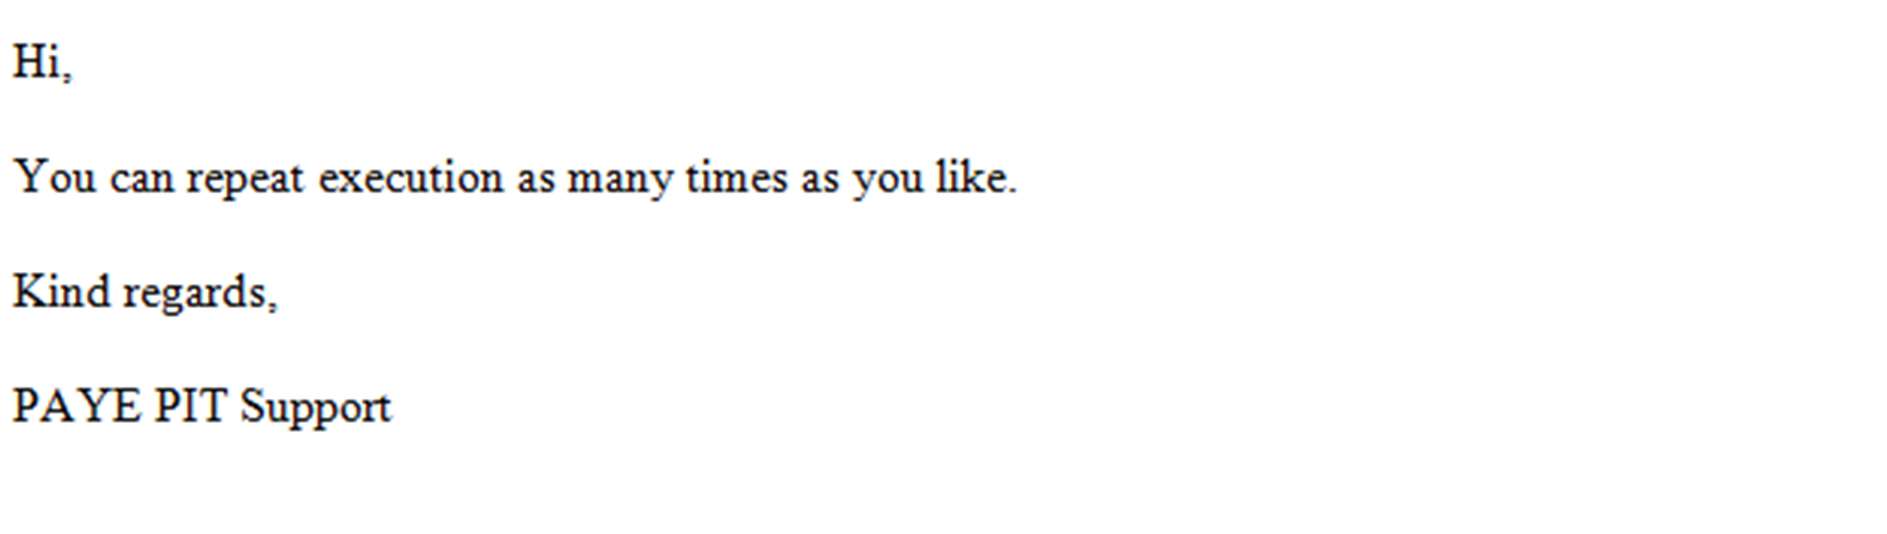 Hi,
You can repeat execution as many times as you like.
Kind regards,
PAYE PIT Support